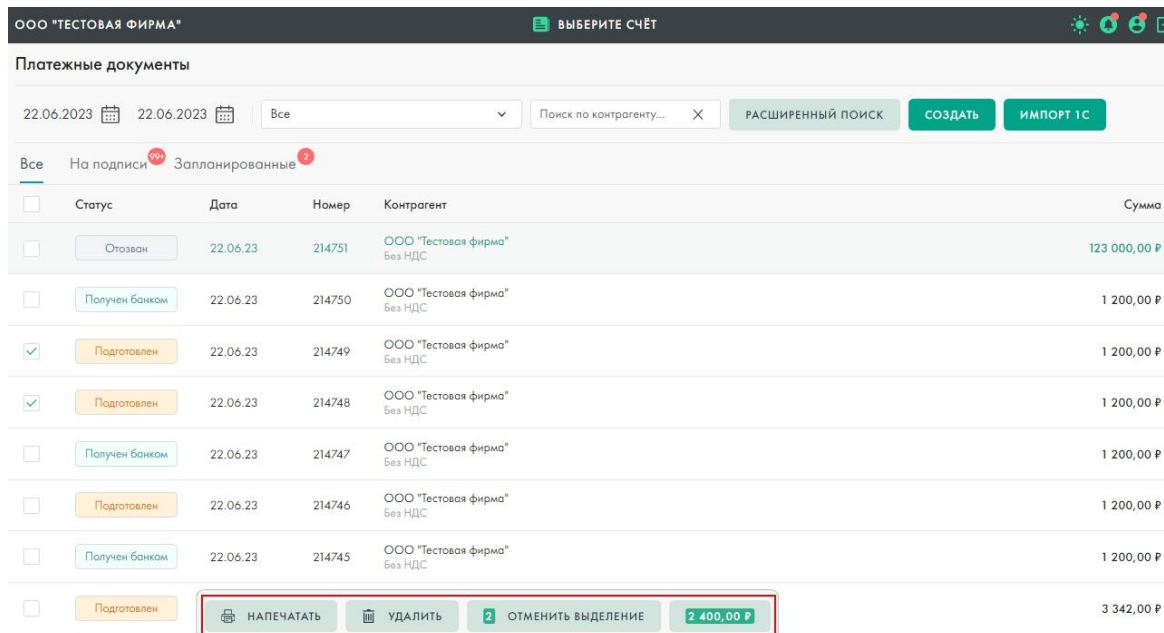 ООО "ТЕСТОВАЯ ФИРМА" ВЫБЕРИТЕ СЧЁТ
Платежные документы
22.06.2023 22.06.2023 Все Поиск по контрагенту... РАСШИРЕННЫЙ ПОИСК СОЗДАТЬ ИМПОРТ 1С
Все На подписи 99+ Запланированные 2
Статус Дата Номер Контрагент Сумма
Отозван 22.06.23 214751 ООО "Тестовая фирма" 123 000,00 ₽
Без НДС
Получен банком 22.06.23 214750 ООО "Тестовая фирма" 1 200,00 ₽
Без НДС
Подготовлен 22.06.23 214749 ООО "Тестовая фирма" 1 200,00 ₽
Без НДС
Подготовлен 22.06.23 214748 ООО "Тестовая фирма" 1 200,00 ₽
Без НДС
Получен банком 22.06.23 214747 ООО "Тестовая фирма" 1 200,00 ₽
Без НДС
Подготовлен 22.06.23 214746 ООО "Тестовая фирма" 1 200,00 ₽
Без НДС
Получен банком 22.06.23 214745 ООО "Тестовая фирма" 1 200,00 ₽
Без НДС
Подготовлен НАПЕЧАТАТЬ УДАЛИТЬ 2 ОТМЕНИТЬ ВЫДЕЛЕНИЕ 2 400,00 ₽ 3 342,00 ₽